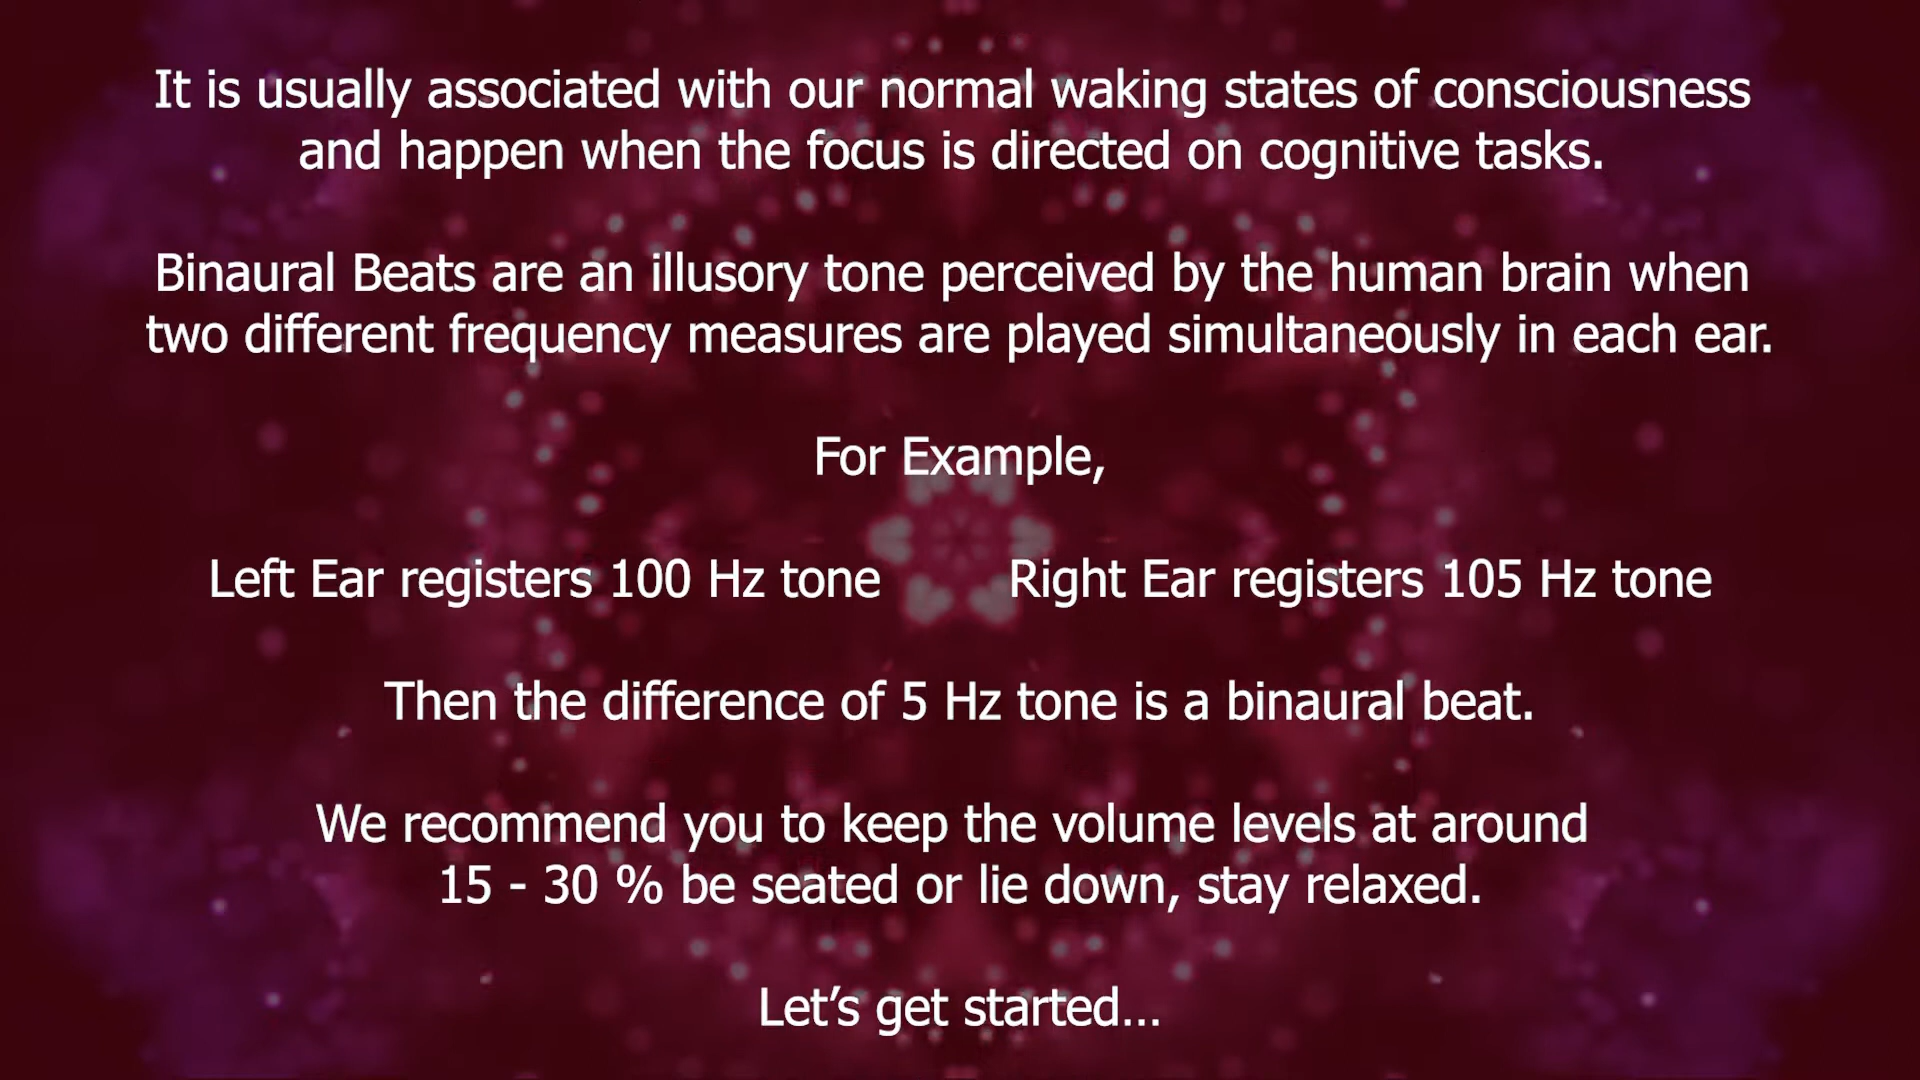 It is usually associated with our normal waking states of consciousness
and happen when the focus is directed on cognitive tasks.
Binaural Beats are an illusory tone perceived by the human brain when
two different frequency measures are played simultaneously in each ear.
For Example,
Left Ear registers 100 Hz tone Right Ear registers 105 Hz tone
Then the difference of 5 Hz tone is a binaural beat.
We recommend you to keep the volume levels at around
15 - 30 % be seated or lie down, stay relaxed.
Let’s get started...